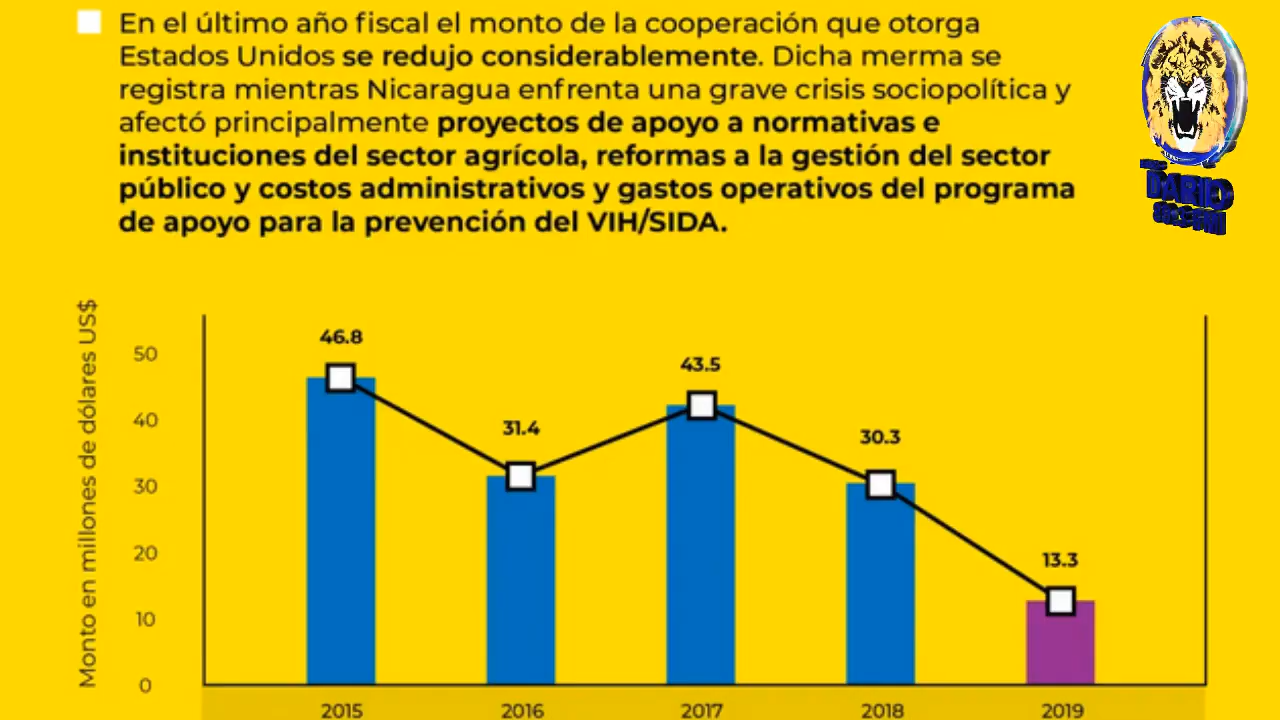 En el último año fiscal el monto de la cooperación que otorga
Estados Unidos se redujo considerablemente. Dicha merma se
registra mientras Nicaragua enfrenta una grave crisis sociopolítica y
afectó principalmente proyectos de apoyo a normativas e
instituciones del sector agrícola, reformas a la gestión del sector
público y costos administrativos y gastos operativos del programa
de apoyo para la prevención del VIH/SIDA.
DARIO
Monto en millones de dólares US$
50
40
30
20
10
0
46.8
31.4
43.5
30.3
13.3
2015
2016
2017
2018
2019